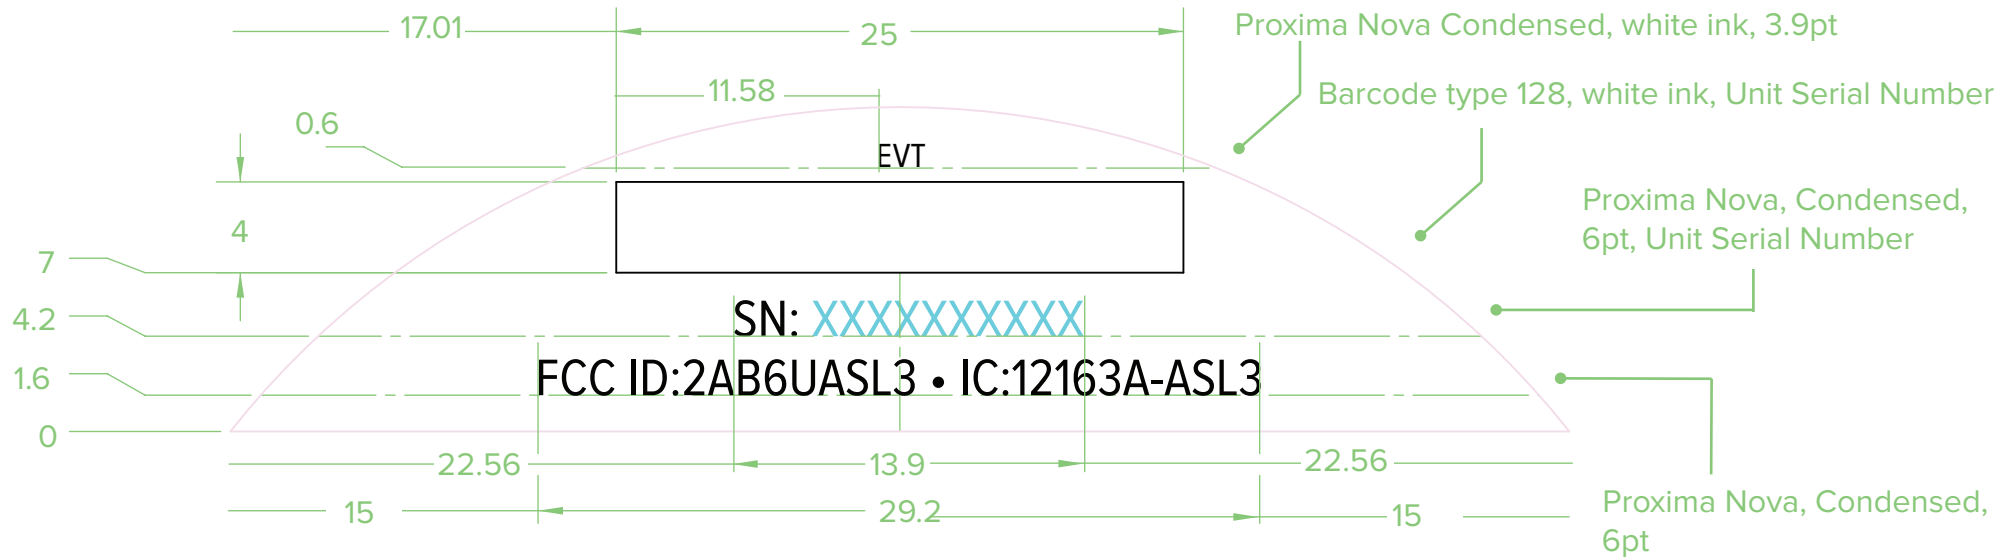 17.01
25
Proxima Nova Condensed, white ink, 3.9pt
11.58
Barcode type 128, white ink, Unit Serial Number
0.6
EVT
4
Proxima Nova, Condensed,
6pt, Unit Serial Number
7
4.2
SN: XXXXXXXXXX
1.6
FCC ID:2AB6UASL3 • IC:12163A-ASL3
0
22.56
13.9
22.56
15
29.2
15
Proxima Nova, Condensed,
6pt